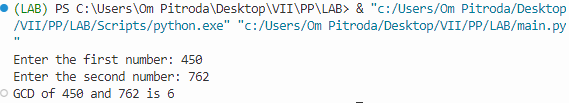 (LAB) PS C:\Users\Om Pitroda\Desktop\VII\PP\LAB> & "c:/Users/Om Pitroda/Desktop
/VII/PP/LAB/Scripts/python.exe" "c:/Users/Om Pitroda/Desktop/VII/PP/LAB/main.py
"
Enter the first number: 450
Enter the second number: 762
GCD of 450 and 762 is 6